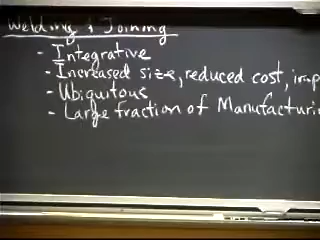 Welding & Joining
- Integrative
- Increased size, reduced cost, imp
- Ubiquitous
- Large fraction of Manufacturin